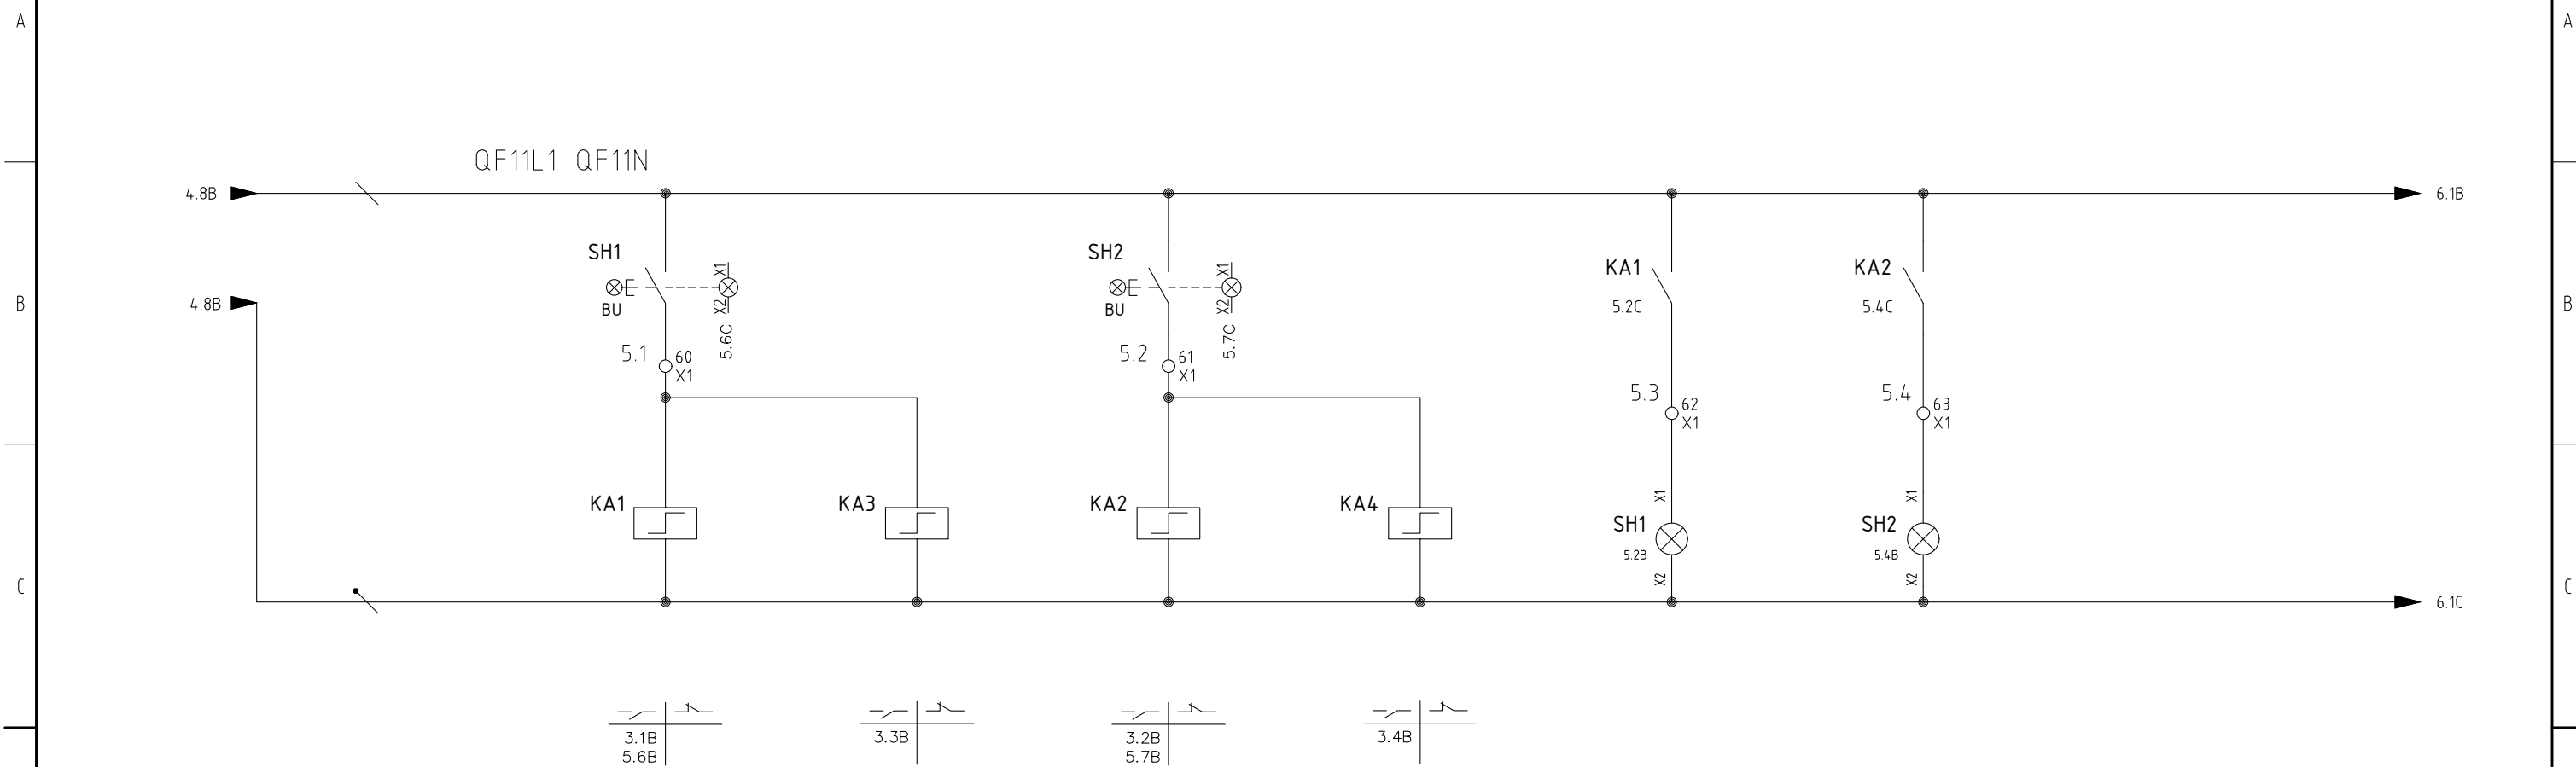 A A
QF11L1 QF11N
4.8B 6.1B
SH1 X1 SH2 X1 KA1 KA2
BU X2 BU X2 5.2C 5.4C
B 4.8B B
5.6C 5.7C
5.1 60 5.2 61
X1 X1
5.3 62 5.4 63
X1 X1
KA1 KA3 KA2 KA4 X1 X1
SH1 SH2
5.2B 5.4B
X2 X2
C C
6.1C
3.1B 3.3B 3.2B 3.4B
5.6B 5.7B